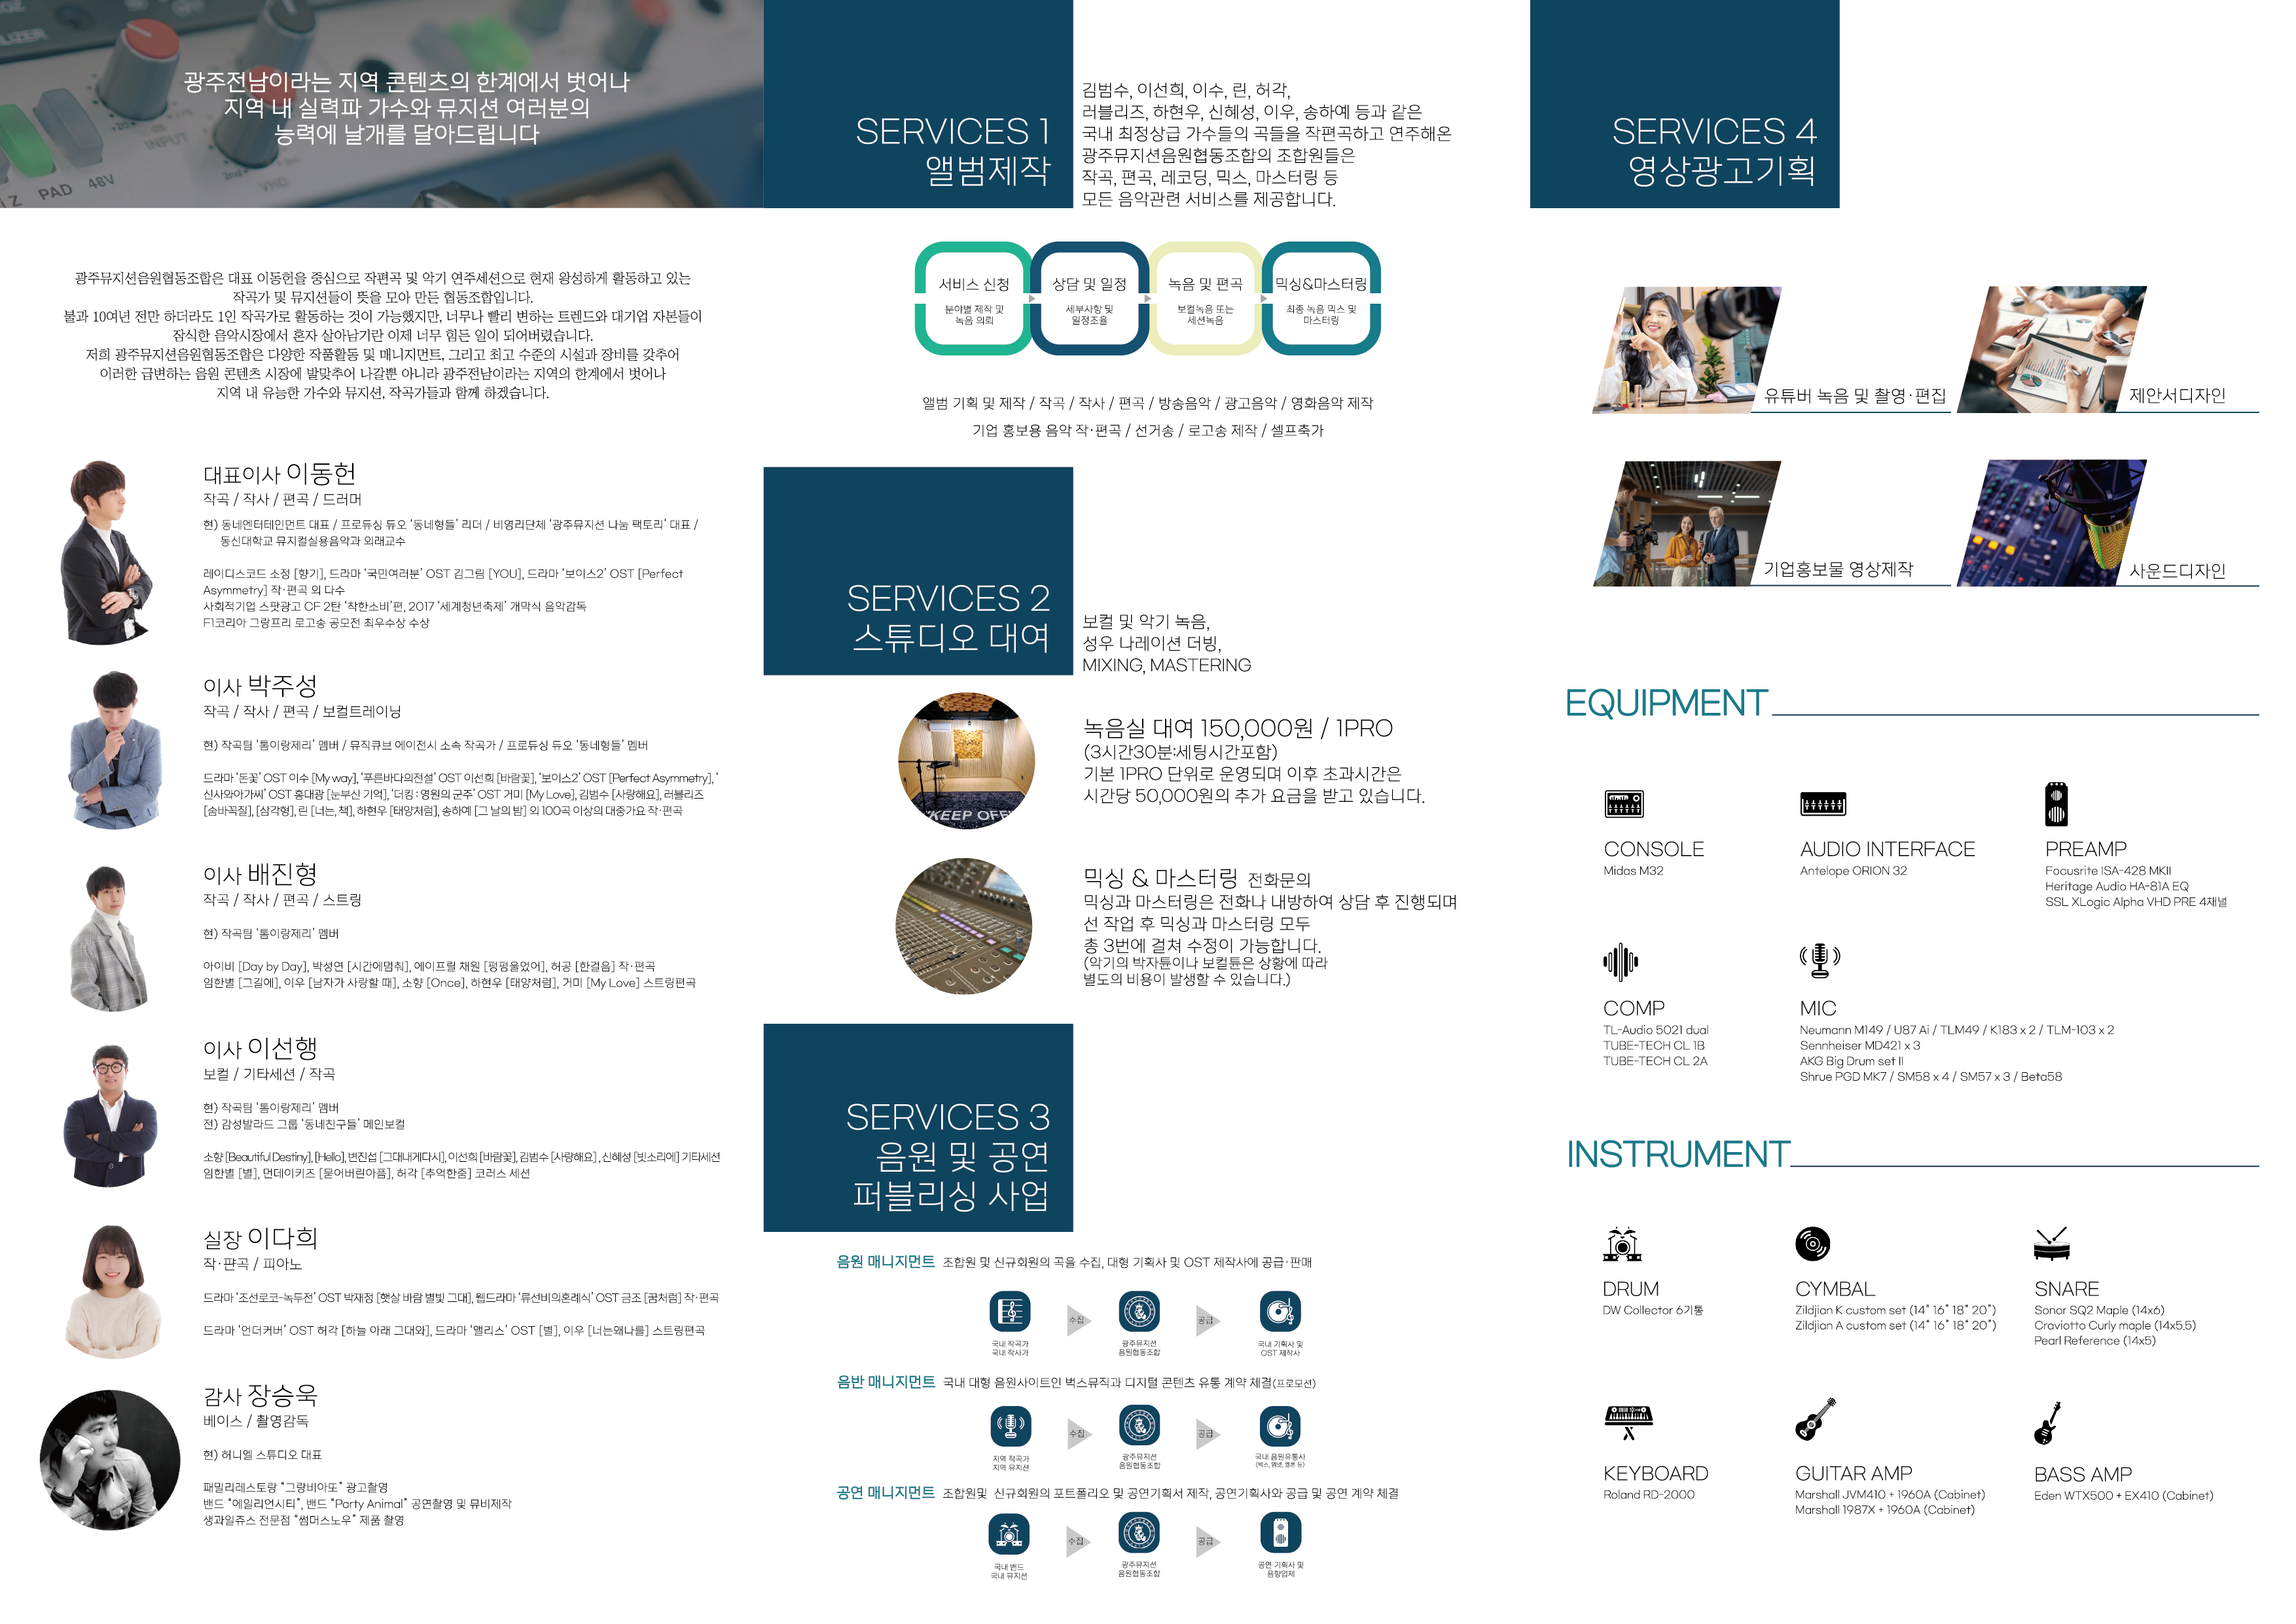 INPUT
PAD
48V
VHD
광주전남이라는 지역 콘텐츠의 한계에서 벗어나
지역 내 실력파 가수와 뮤지션 여러분의
능력에 날개를 달아드립니다
광주뮤지션음원협동조합은 대표 이동헌을 중심으로 작편곡 및 악기 연주세션으로 현재 왕성하게 활동하고 있는
작곡가 및 뮤지션들이 뜻을 모아 만든 협동조합입니다.
불과 10여년 전만 하더라도 1인 작곡가로 활동하는 것이 가능했지만, 너무나 빨리 변하는 트렌드와 대기업 자본들이
잠식한 음악시장에서 혼자 살아남기란 이제 너무 힘든 일이 되어버렸습니다.
저희 광주뮤지션음원협동조합은 다양한 작품활동 및 매니지먼트, 그리고 최고 수준의 시설과 장비를 갖추어
이러한 급변하는 음원 콘텐츠 시장에 발맞추어 나갈뿐 아니라 광주전남이라는 지역의 한계에서 벗어나
지역 내 유능한 가수와 뮤지션, 작곡가들과 함께 하겠습니다.
대표이사 이동헌
작곡 / 작사 / 편곡 / 드러머
현) 동네엔터테인먼트 대표 / 프로듀싱 듀오 '동네형들' 리더 / 비영리단체 '광주뮤지션 나눔 팩토리' 대표 /
동신대학교 뮤지컬실용음악과 외래교수
레이디스코드 소정 [향기], 드라마 '국민여러분' OST 김그림 [YOU], 드라마 '보이스2' OST [Perfect
Asymmetry] 작·편곡 외 다수
사회적기업 스팟광고 CF 2탄 '착한소비'편, 2017 '세계청년축제' 개막식 음악감독
F1코리아 그랑프리 로고송 공모전 최우수상 수상
이사 박주성
작곡 / 작사 / 편곡 / 보컬트레이닝
현) 작곡팀 '톰이랑제리' 멤버 / 뮤직큐브 에이전시 소속 작곡가 / 프로듀싱 듀오 '동네형들' 멤버
드라마 '돈꽃' OST 이수 [My way], '푸른바다의전설' OST 이선희 [바람꽃], '보이스2' OST [Perfect Asymmetry], '
신사와아가씨' OST 홍대광 [눈부신 기억], '더킹 : 영원의 군주' OST 거미 [My Love], 김범수 [사랑해요], 러블리즈
[숨바꼭질], [삼각형], 린 [너는, 책], 하현우 [태양처럼], 송하예 [그 날의 밤] 외 100곡 이상의 대중가요 작·편곡
이사 배진형
작곡 / 작사 / 편곡 / 스트링
현) 작곡팀 '톰이랑제리' 멤버
아이비 [Day by Day], 박성연 [시간에멈춰], 에이프릴 채원 [펑펑울었어], 허공 [한걸음] 작·편곡
임한별 [그길에], 이우 [남자가 사랑할 때], 소향 [Once], 하현우 [태양처럼], 거미 [My Love] 스트링편곡
이사 이선행
보컬 / 기타세션 / 작곡
현) 작곡팀 '톰이랑제리' 멤버
전) 감성발라드 그룹 '동네친구들' 메인보컬
소향 [Beautiful Destiny], [Hello], 변진섭 [그대내게다시], 이선희 [바람꽃], 김범수 [사랑해요], 신혜성 [빗소리에] 기타세션
임한별 [별], 먼데이키즈 [묻어버린아픔], 허각 [추억한줌] 코러스 세션
실장 이다희
작·편곡 / 피아노
드라마 '조선로코-녹두전' OST 박재정 [햇살 바람 별빛 그대], 웹드라마 '류선비의혼례식' OST 금조 [꿈처럼] 작·편곡
드라마 '언더커버' OST 허각 [하늘 아래 그대와], 드라마 '앨리스' OST [별], 이우 [너는왜나를] 스트링편곡
감사 장승욱
베이스 / 촬영감독
현) 허니엘 스튜디오 대표
패밀리레스토랑 "그랑비아또" 광고촬영
밴드 "에일리언시티", 밴드 "Party Animal" 공연촬영 및 뮤비제작
생과일쥬스 전문점 "썸머스노우" 제품 촬영
SERVICES 1
앨범제작
김범수, 이선희, 이수, 린, 허각,
러블리즈, 하현우, 신혜성, 이우, 송하예 등과 같은
국내 최정상급 가수들의 곡들을 작편곡하고 연주해온
광주뮤지션음원협동조합의 조합원들은
작곡, 편곡, 레코딩, 믹스, 마스터링 등
모든 음악관련 서비스를 제공합니다.
서비스 신청
분야별 제작 및
녹음 의뢰
상담 및 일정
세부사항 및
일정조율
녹음 및 편곡
보컬녹음 또는
세션녹음
믹싱&마스터링
최종 녹음 믹스 및
마스터링
앨범 기획 및 제작 / 작곡 / 작사 / 편곡 / 방송음악 / 광고음악 / 영화음악 제작
기업 홍보용 음악 작·편곡 / 선거송 / 로고송 제작 / 셀프축가
SERVICES 2
스튜디오 대여
보컬 및 악기 녹음,
성우 나레이션 더빙,
MIXING, MASTERING
KEEP OFF
녹음실 대여 150,000원 / 1PRO
(3시간30분:세팅시간포함)
기본 1PRO 단위로 운영되며 이후 초과시간은
시간당 50,000원의 추가 요금을 받고 있습니다.
믹싱 & 마스터링 전화문의
믹싱과 마스터링은 전화나 내방하여 상담 후 진행되며
선 작업 후 믹싱과 마스터링 모두
총 3번에 걸쳐 수정이 가능합니다.
(악기의 박자튠이나 보컬튠은 상황에 따라
별도의 비용이 발생할 수 있습니다.)
SERVICES 3
음원 및 공연
퍼블리싱 사업
음원 매니지먼트 조합원 및 신규회원의 곡을 수집, 대형 기획사 및 OST 제작사에 공급·판매
수집
공급
국내 작곡가
국내 작사가
광주뮤지션
음원협동조합
국내 기획사 및
OST 제작사
음반 매니지먼트 국내 대형 음원사이트인 벅스뮤직과 디지털 콘텐츠 유통 계약 체결(프로모션)
수집
공급
지역 작곡가
지역 뮤지션
광주뮤지션
음원협동조합
국내 음원유통사
(벅스, 엠넷, 멜론 등)
공연 매니지먼트 조합원및 신규회원의 포트폴리오 및 공연기획서 제작, 공연기획사와 공급 및 공연 계약 체결
수집
공급
국내 밴드
국내 뮤지션
광주뮤지션
음원협동조합
공연 기획사 및
음향업체
SERVICES 4
영상광고기획
유튜버 녹음 및 촬영·편집
제안서디자인
기업홍보물 영상제작
사운드디자인
EQUIPMENT
CONSOLE
Midas M32
AUDIO INTERFACE
Antelope ORION 32
PREAMP
Focusrite ISA-428 MKII
Heritage Audio HA-81A EQ
SSL XLogic Alpha VHD PRE 4채널
COMP
TL-Audio 5021 dual
TUBE-TECH CL 1B
TUBE-TECH CL 2A
MIC
Neumann M149 / U87 Ai / TLM49 / K183 x 2 / TLM-103 x 2
Sennheiser MD421 x 3
AKG Big Drum set II
Shrue PGD MK7 / SM58 x 4 / SM57 x 3 / Beta58
INSTRUMENT
DRUM
DW Collector 6기통
CYMBAL
Zildjian K custom set (14" 16" 18" 20")
Zildjian A custom set (14" 16" 18" 20")
SNARE
Sonor SQ2 Maple (14x6)
Craviotto Curly maple (14x5,5)
Pearl Reference (14x5)
KEYBOARD
Roland RD-2000
GUITAR AMP
Marshall JVM410 + 1960A (Cabinet)
Marshall 1987X + 1960A (Cabinet)
BASS AMP
Eden WTX500 + EX410 (Cabinet)